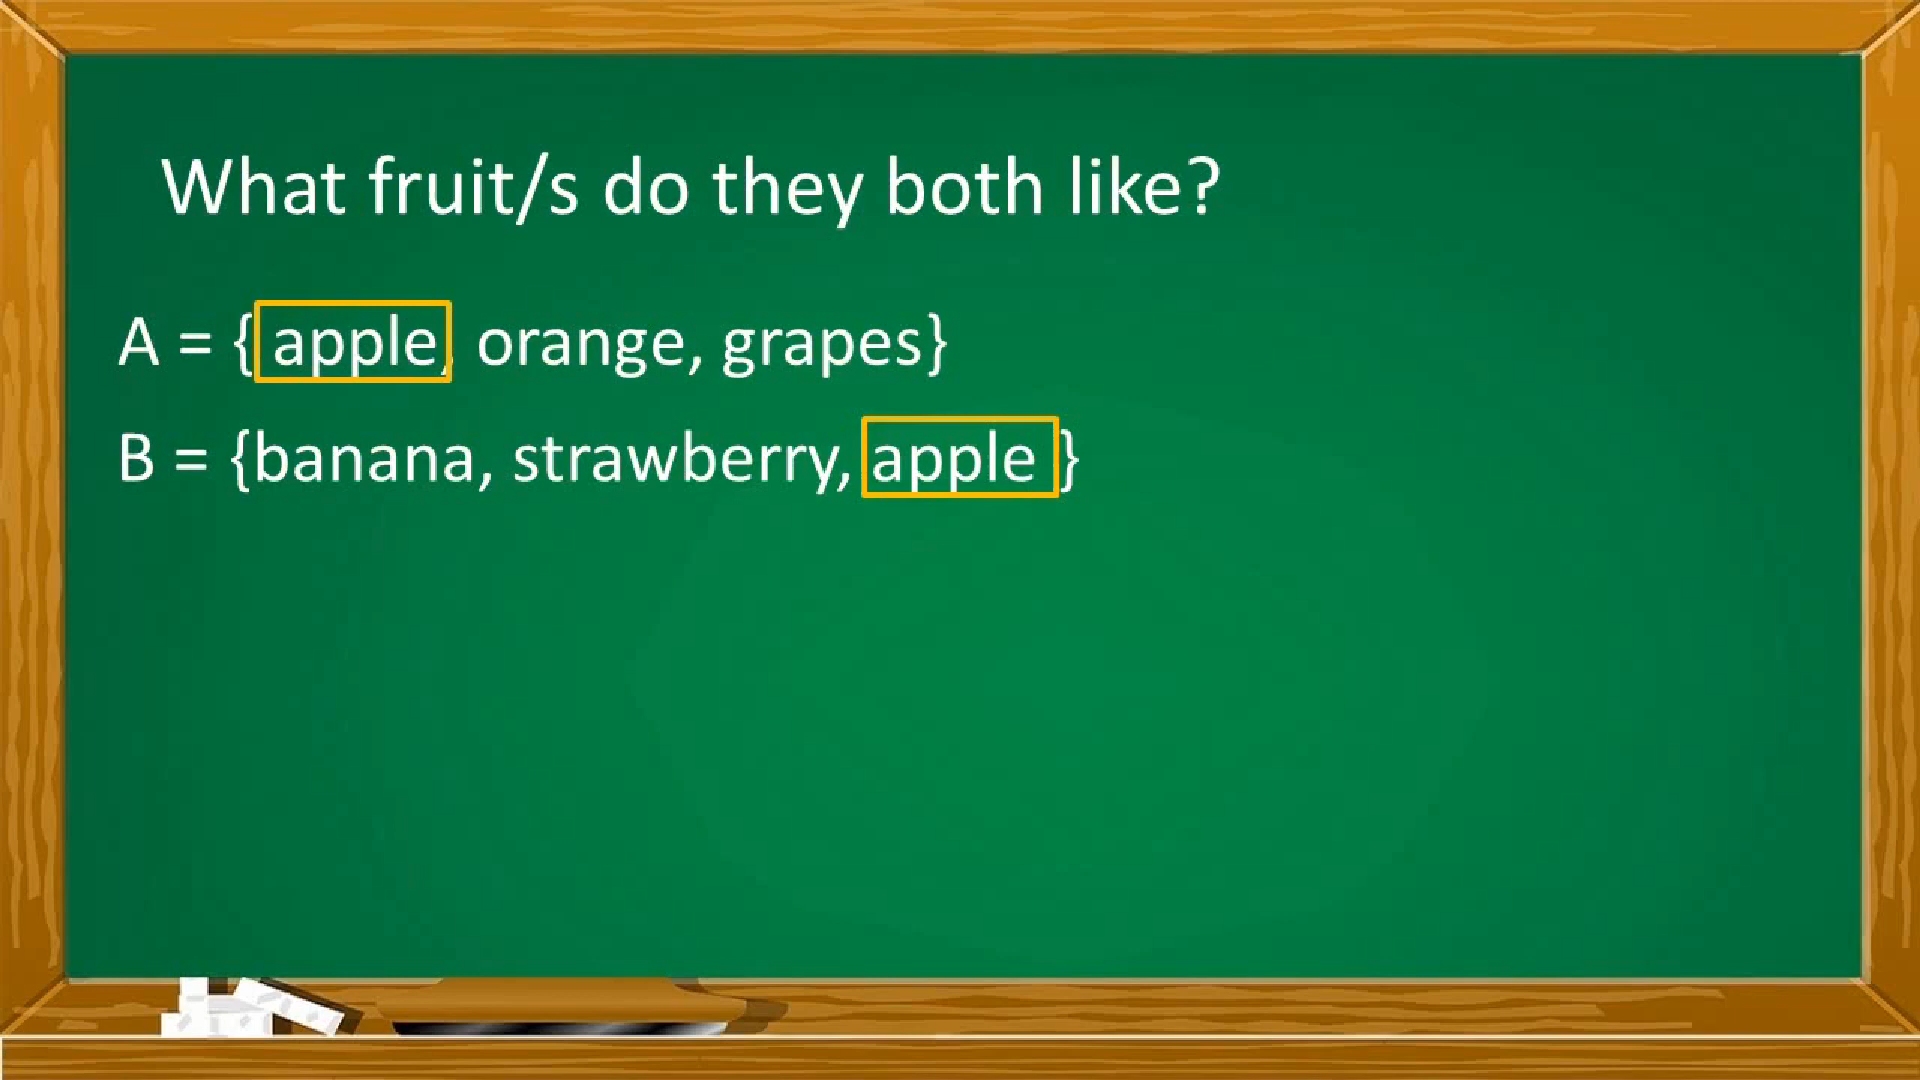 What fruit/s do they both like?
A = { apple, orange, grapes}
B = {banana, strawberry, apple }